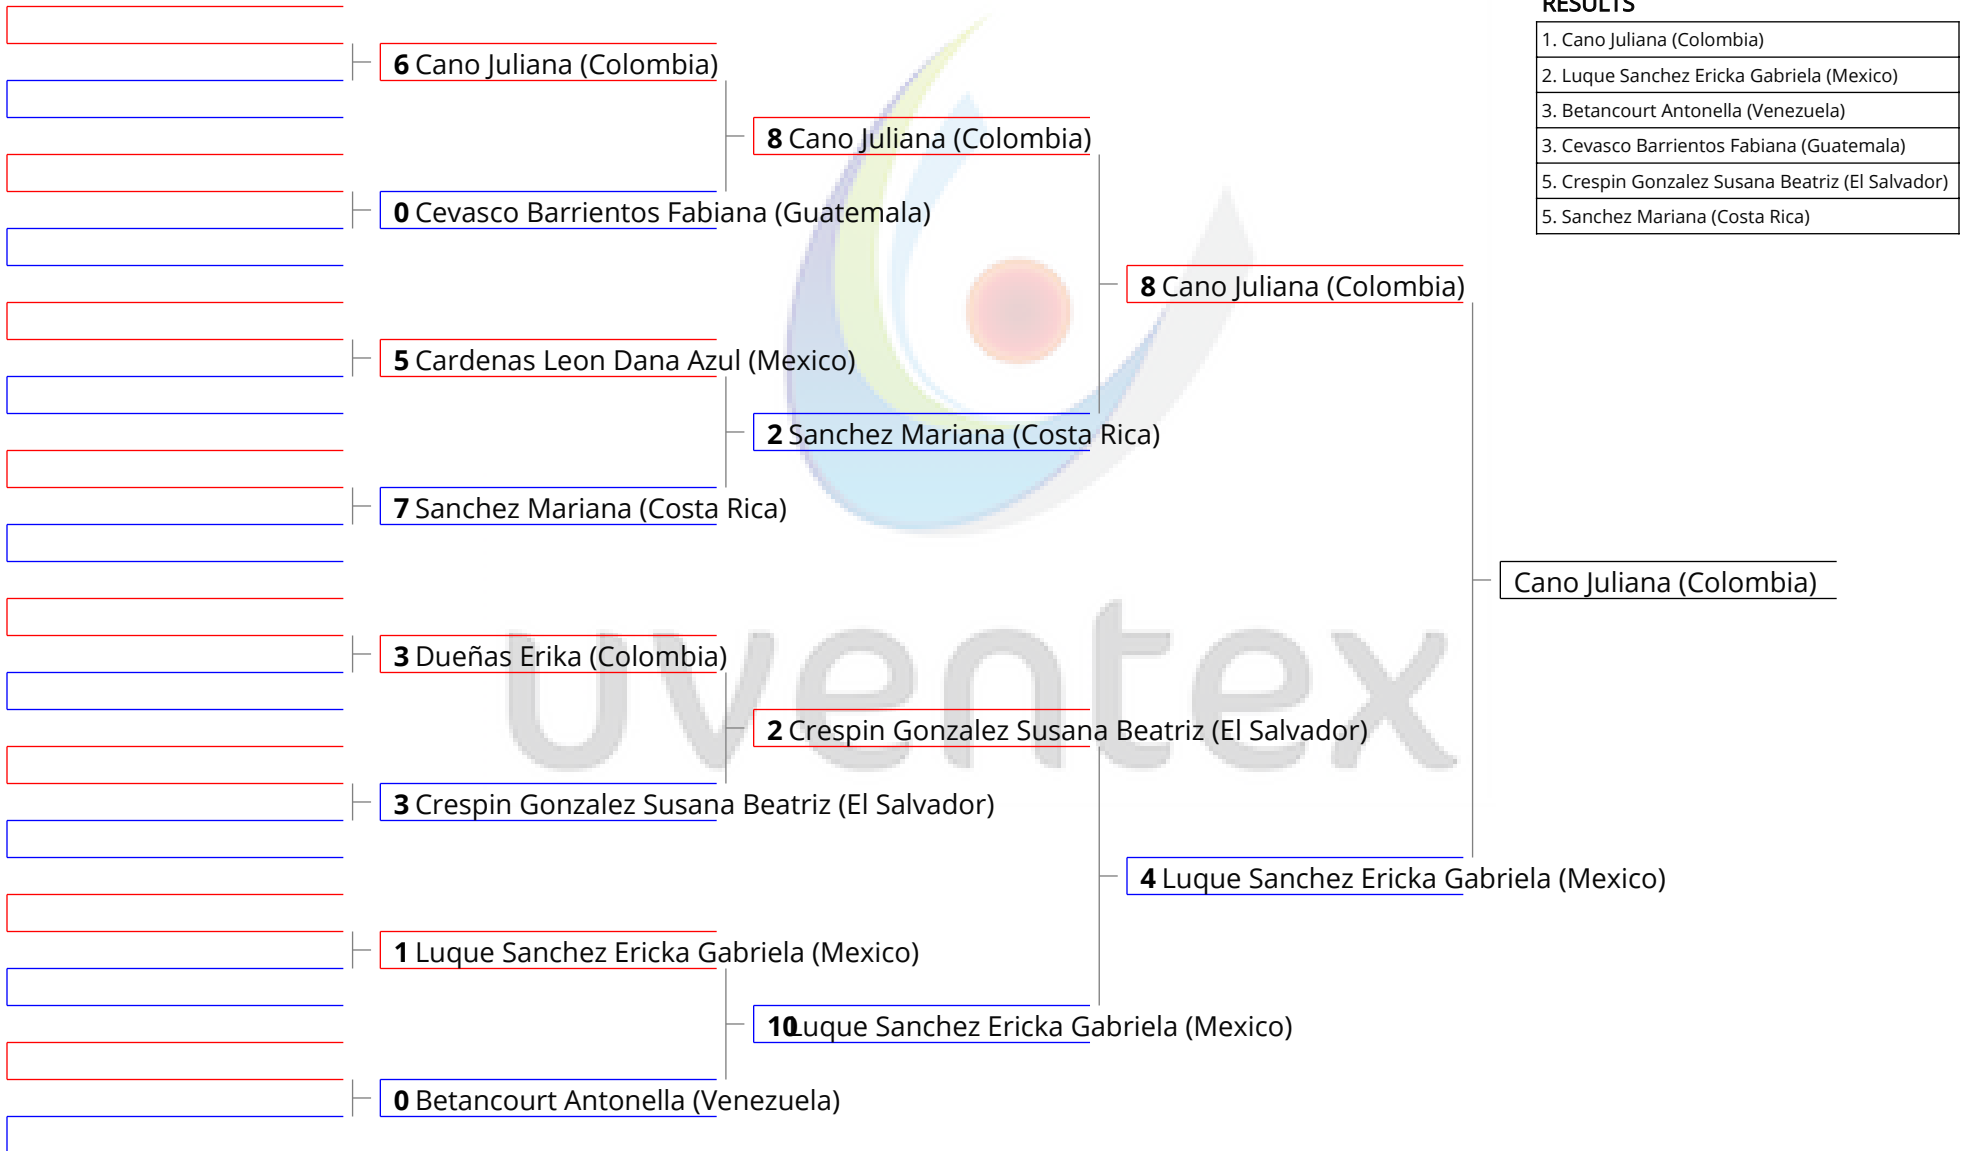 RESULTS
1. Cano Juliana (Colombia)
2. Luque Sanchez Ericka Gabriela (Mexico)
3. Betancourt Antonella (Venezuela)
3. Cevasco Barrientos Fabiana (Guatemala)
5. Crespin Gonzalez Susana Beatriz (El Salvador)
5. Sanchez Mariana (Costa Rica)
6 Cano Juliana (Colombia)
8 Cano Juliana (Colombia)
0 Cevasco Barrientos Fabiana (Guatemala)
8 Cano Juliana (Colombia)
5 Cardenas Leon Dana Azul (Mexico)
2 Sanchez Mariana (Costa Rica)
7 Sanchez Mariana (Costa Rica)
Cano Juliana (Colombia)
3 Dueñas Erika (Colombia)
uventex
2 Crespin Gonzalez Susana Beatriz (El Salvador)
3 Crespin Gonzalez Susana Beatriz (El Salvador)
4 Luque Sanchez Ericka Gabriela (Mexico)
1 Luque Sanchez Ericka Gabriela (Mexico)
10 Luque Sanchez Ericka Gabriela (Mexico)
0 Betancourt Antonella (Venezuela)